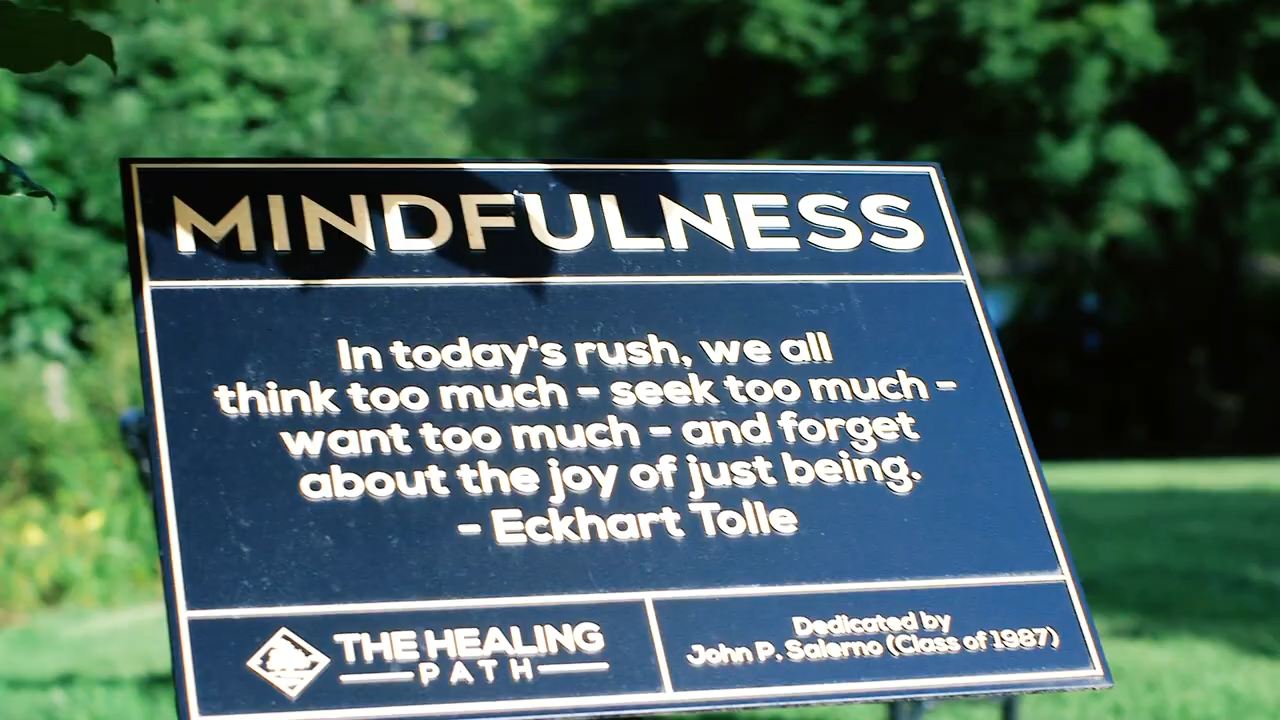 MINDFULNESS
In today's rush, we all
think too much - seek too much -
want too much - and forget
about the joy of just being.
- Eckhart Tolle
THE HEALING
PATH
Dedicated by
John P. Salerno (Class of 1987)